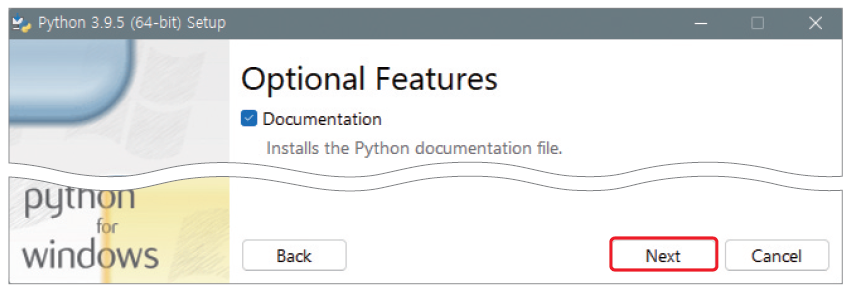 Python 3.9.5 (64-bit) Setup
Optional Features
Documentation
Installs the Python documentation file.
python
for
windows
Back
Next
Cancel